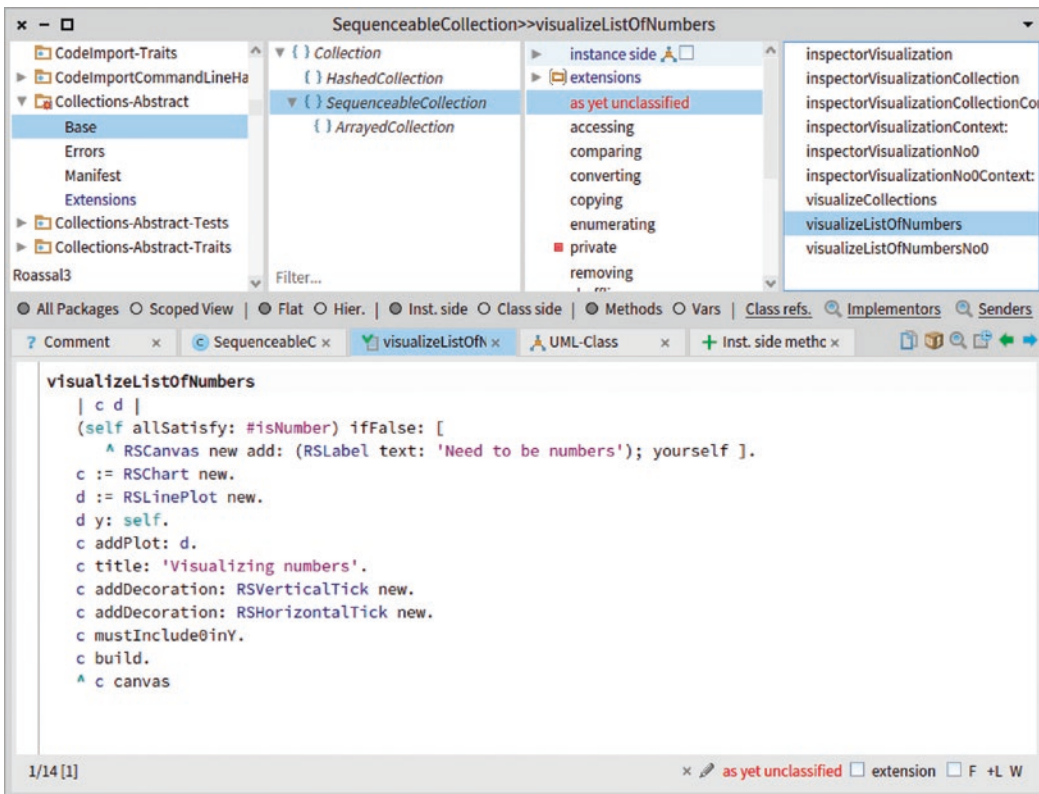 SequenceableCollection>>visualizeListOfNumbers
CodeImport-Traits
CodeImportCommandLineHa
Collections-Abstract
Base
Errors
Manifest
Extensions
Collections-Abstract-Tests
Collections-Abstract-Traits
Roassal3
{ } Collection
{ } HashedCollection
{ } SequenceableCollection
{ } ArrayedCollection
Filter...
instance side
extensions
as yet unclassified
accessing
comparing
converting
copying
enumerating
private
removing
inspectorVisualization
inspectorVisualizationCollection
inspectorVisualizationCollectionCo
inspectorVisualizationContext:
inspectorVisualizationNo0
inspectorVisualizationNo0Context:
visualizeCollections
visualizeListOfNumbers
visualizeListOfNumbersNo0
All Packages Scoped View | Flat Hier. | Inst. side Class side | Methods Vars | Class refs. Implementors Senders
? Comment × C SequenceableC × Y visualizeListOfN × UML-Class × + Inst. side methc ×
visualizeListOfNumbers
| c d |
(self allSatisfy: #isNumber) ifFalse: [
^ RSCanvas new add: (RSLabel text: 'Need to be numbers'); yourself ].
c := RSChart new.
d := RSLinePlot new.
d y: self.
c addPlot: d.
c title: 'Visualizing numbers'.
c addDecoration: RSVerticalTick new.
c addDecoration: RSHorizontalTick new.
c mustInclude0inY.
c build.
^ c canvas
1/14 [1] × as yet unclassified extension F +L W